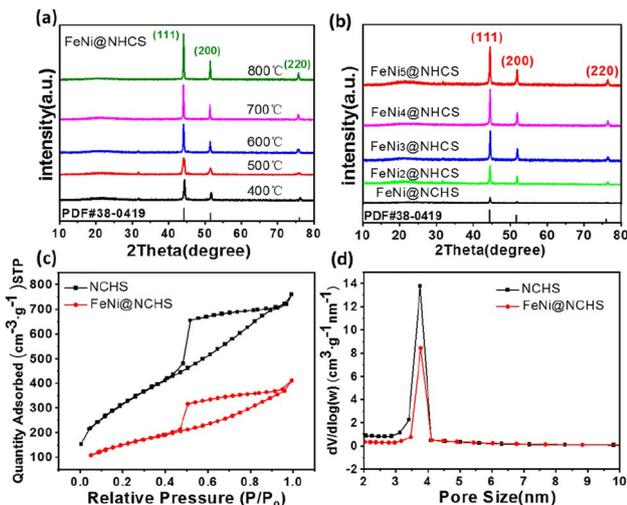 (a)
FeNi@NHCS
(111)
(200)
(220)
800℃
700℃
600℃
500℃
400℃
PDF#38-0419
intensity(a.u.)
10 20 30 40 50 60 70 80
2Theta(degree)
(b)
(111)
(200)
(220)
FeNi5@NHCS
FeNi4@NHCS
FeNi3@NHCS
FeNi2@NHCS
FeNi@NCHS
PDF#38-0419
intensity(a.u.)
10 20 30 40 50 60 70 80
2Theta(degree)
(c)
NCHS
FeNi@NCHS
Quantity Adsorbed (cm-3·g-1)STP
800
700
600
500
400
300
200
100
0.0 0.2 0.4 0.6 0.8 1.0
Relative Pressure (P/P0)
(d)
NCHS
FeNi@NCHS
dV/dlog(w) (cm3·g-1nm-1)
14
12
10
8
6
4
2
0
-2
2 3 4 5 6 7 8 9 10
Pore Size(nm)